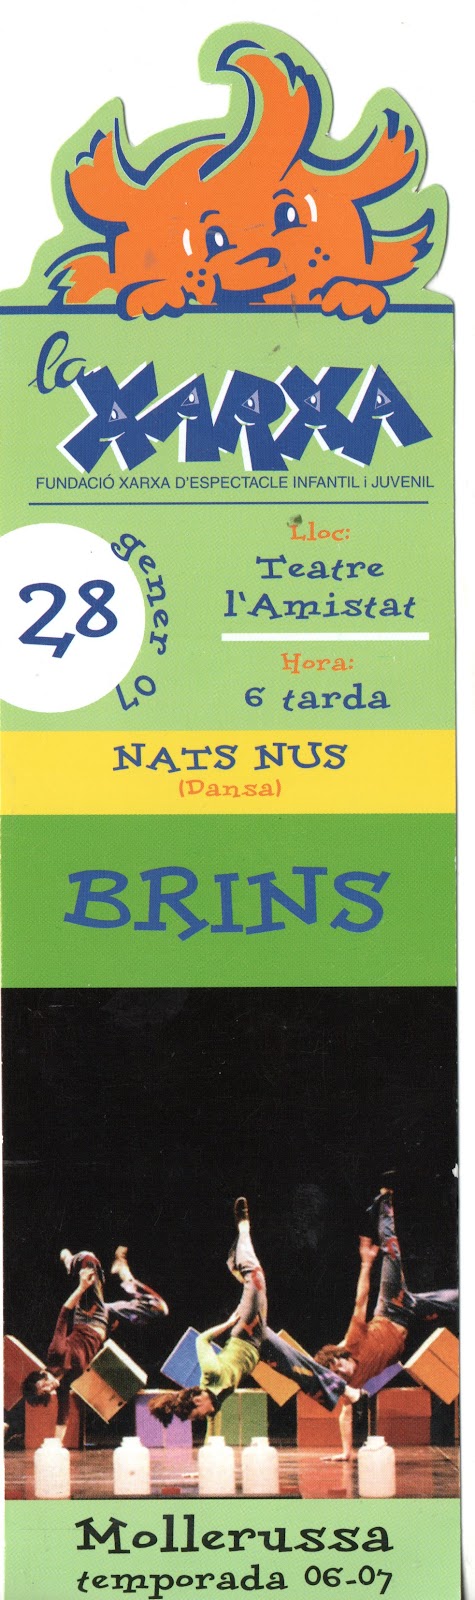 la XARXA
FUNDACIÓ XARXA D'ESPECTACLE INFANTIL i JUVENIL
28
gener 07
Lloc:
Teatre
l'Amistat
Hora:
6 tarda
NATS NUS
(Dansa)
BRINS
Mollerussa
temporada 06-07